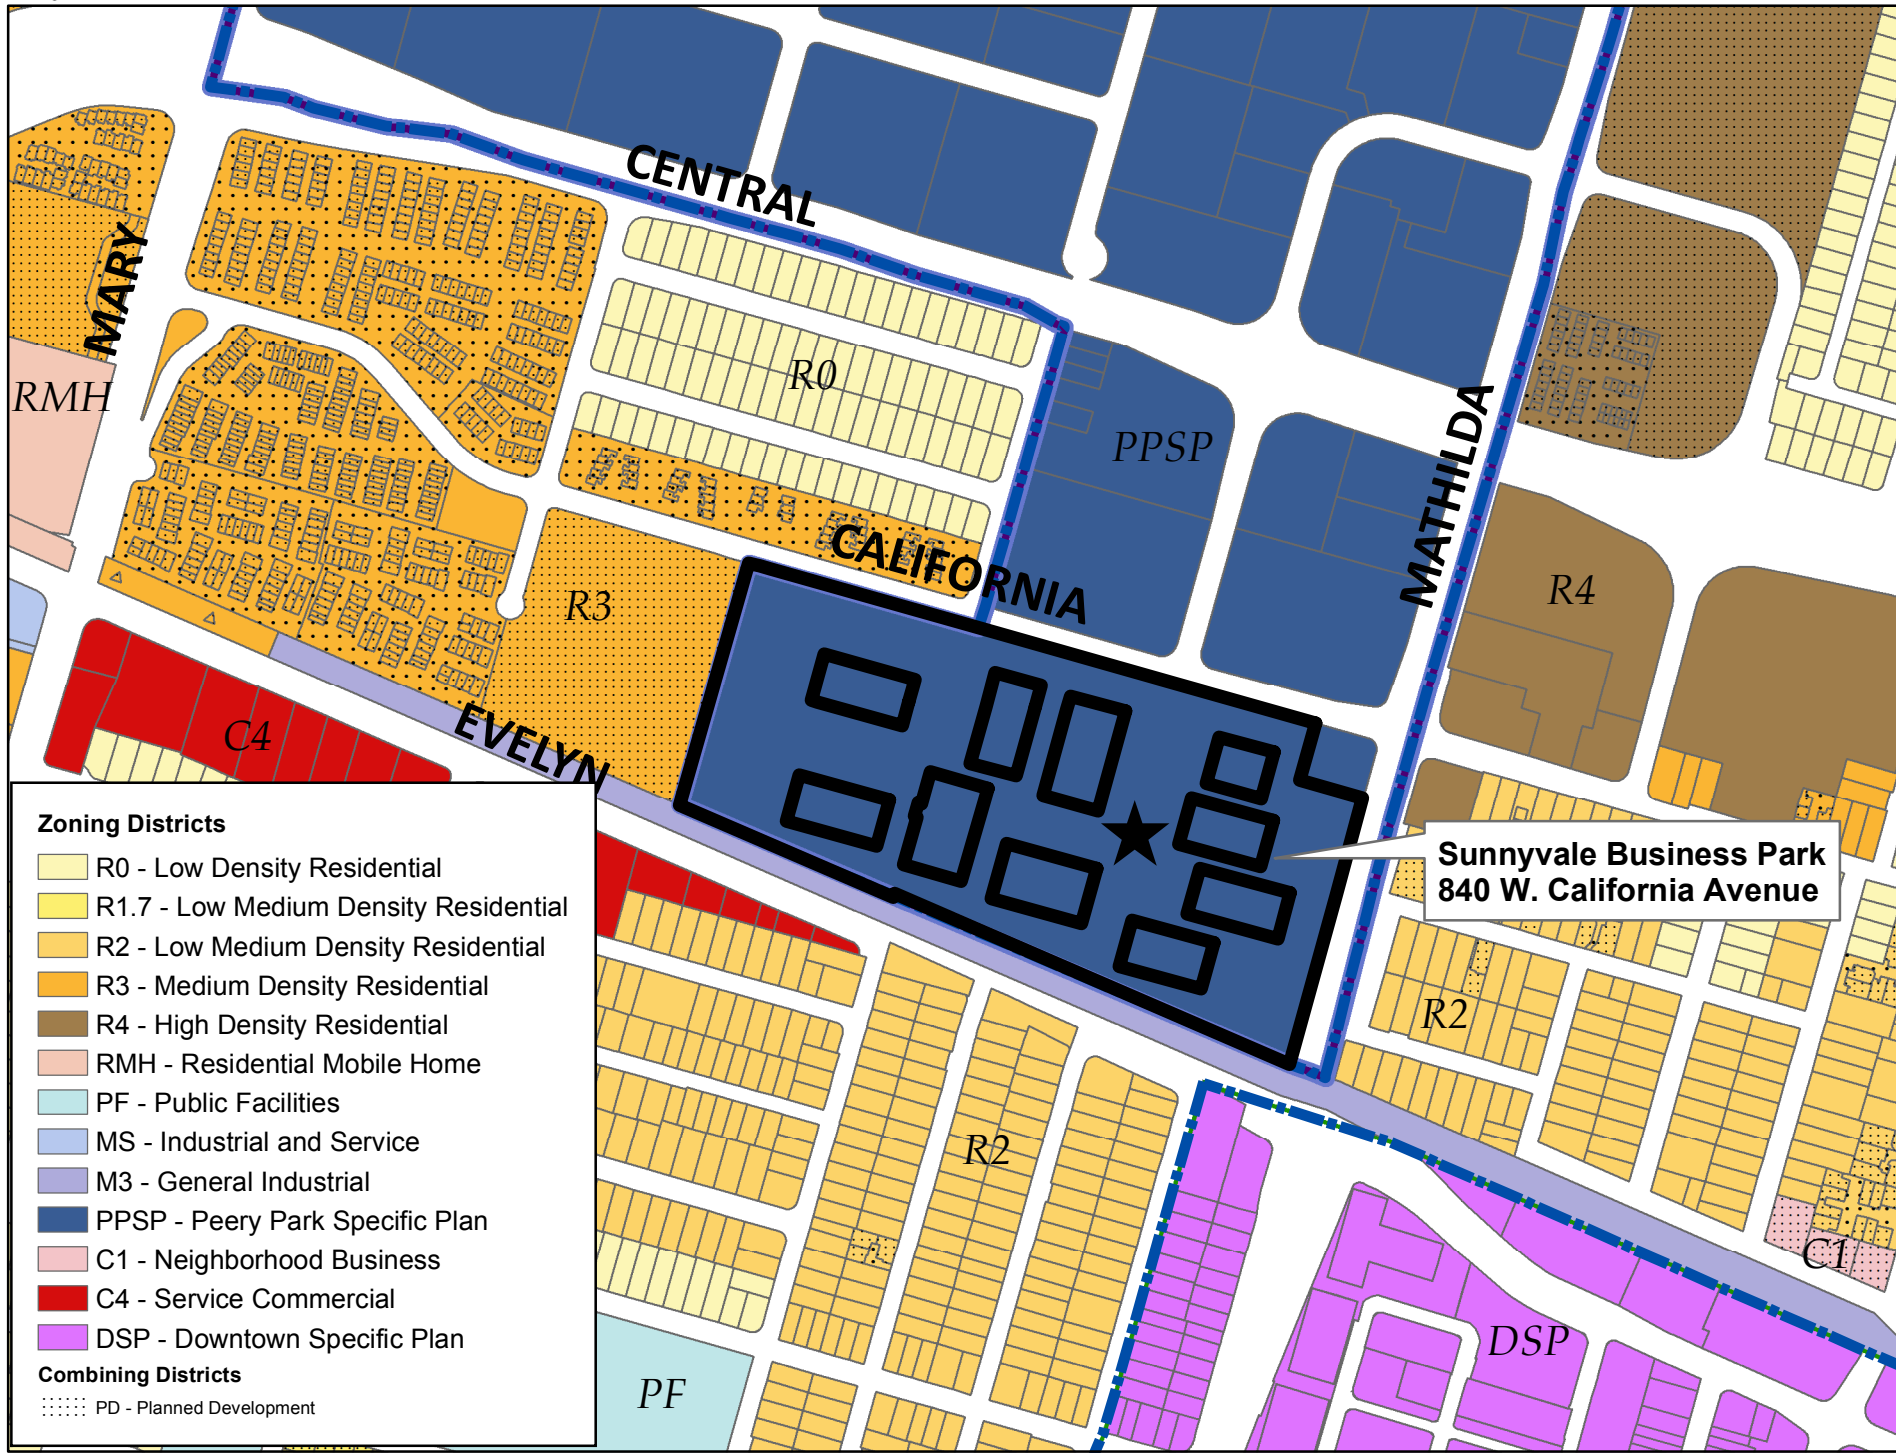 CENTRAL
MARY
RMH
R0
PPSP
MATHILDA
CALIFORNIA
R3
R4
C4
EVELYN
Sunnyvale Business Park
840 W. California Avenue
R2
R2
C1
DSP
PF
Zoning Districts
R0 - Low Density Residential
R1.7 - Low Medium Density Residential
R2 - Low Medium Density Residential
R3 - Medium Density Residential
R4 - High Density Residential
RMH - Residential Mobile Home
PF - Public Facilities
MS - Industrial and Service
M3 - General Industrial
PPSP - Peery Park Specific Plan
C1 - Neighborhood Business
C4 - Service Commercial
DSP - Downtown Specific Plan
Combining Districts
PD - Planned Development